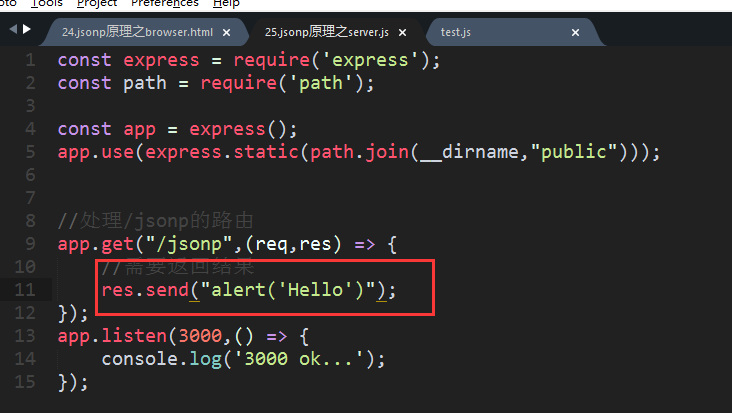 Tools Project Preferences Help
24.jsonp原理之browser.html × 25.jsonp原理之server.js × test.js ×
1 const express = require('express');
2 const path = require('path');
3
4 const app = express();
5 app.use(express.static(path.join(__dirname,"public")));
6
7
8 //处理/jsonp的路由
9 app.get("/jsonp",(req,res) => {
10 //需要返回结果
11 res.send("alert('Hello')");
12 });
13 app.listen(3000,() => {
14 console.log('3000 ok...');
15 });